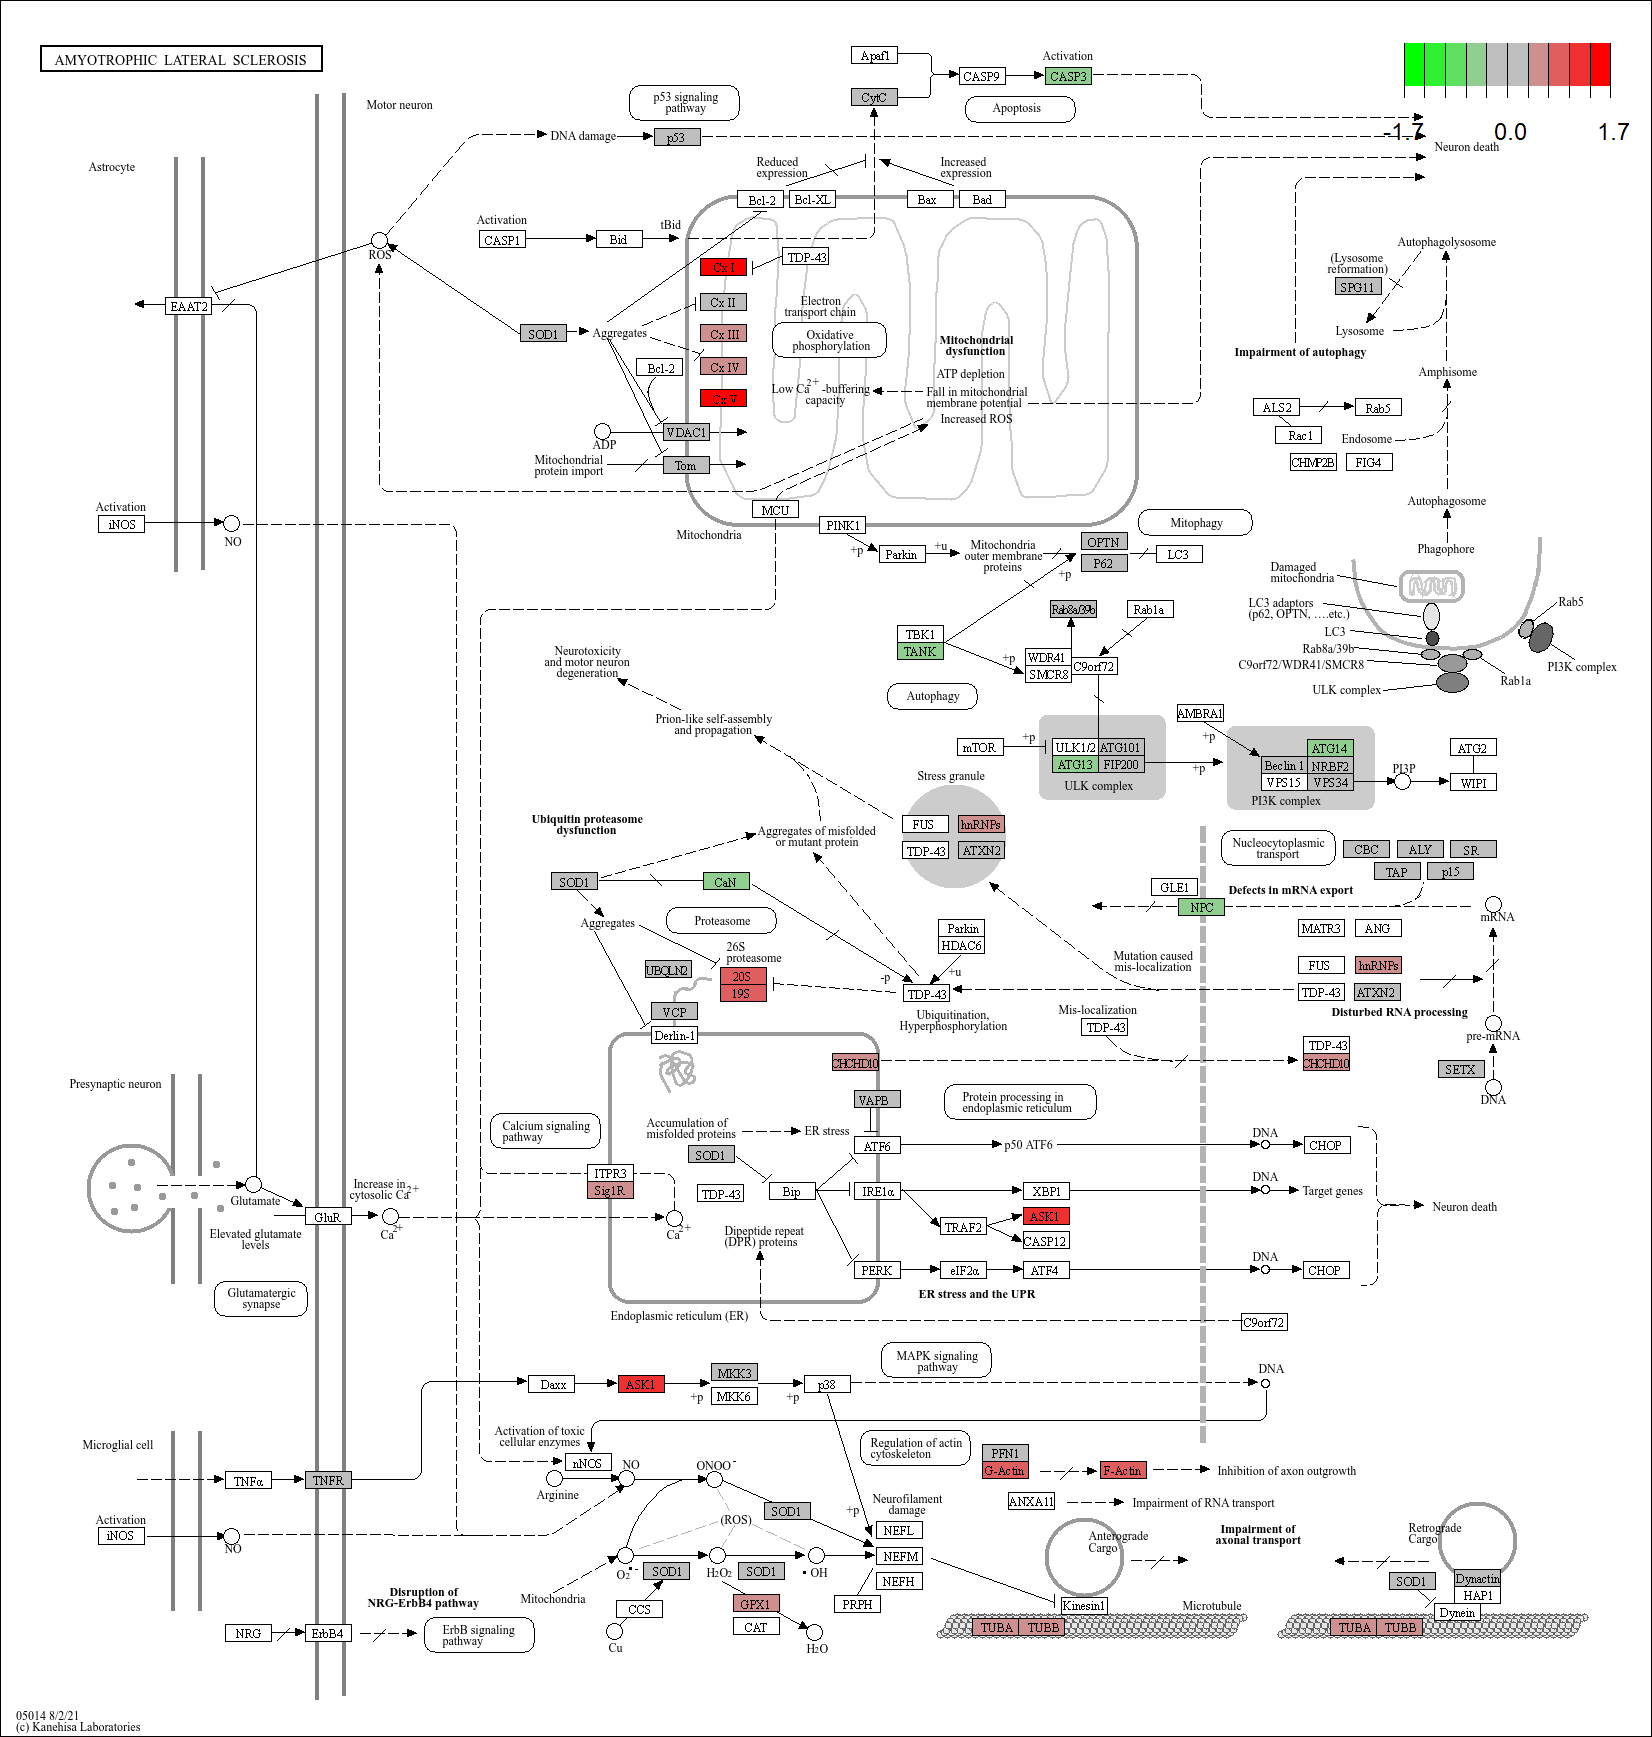 AMYOTROPHIC LATERAL SCLEROSIS
-1.7
0.0
1.7
Motor neuron
Astrocyte
p53 signaling
pathway
DNA damage
p53
Apaf1
CytC
CASP9
Activation
CASP3
Apoptosis
Neuron death
Reduced
expression
Increased
expression
Bcl-2
Bcl-XL
Bax
Bad
Activation
CASP1
Bid
tBid
ROS
EAAT2
SOD1
Aggregates
Bcl-2
Cx I
TDP-43
Cx II
Cx III
Cx IV
Cx V
Electron
transport chain
Oxidative
phosphorylation
Mitochondrial
dysfunction
ATP depletion
Low Ca2+ -buffering
capacity
Fall in mitochondrial
membrane potential
Increased ROS
VDAC1
ADP
Mitochondrial
protein import
Tom
MCU
Mitochondria
Activation
iNOS
NO
Autophagolysosome
(Lysosome
reformation)
SPG11
Lysosome
Impairment of autophagy
Amphisome
ALS2
Rab5
Rac1
Endosome
CHMP2B
FIG4
Autophagosome
Phagophore
PINK1
+p
Parkin
+u
Mitochondria
outer membrane
proteins
+p
OPTN
P62
LC3
Mitophagy
Damaged
mitochondria
LC3 adaptors
(p62, OPTN, ....etc.)
LC3
Rab8a/39b
C9orf72/WDR41/SMCR8
ULK complex
Rab1a
Rab5
PI3K complex
TBK1
TANK
+p
Rab8a/39b
Rab1a
WDR41
SMCR8
C9orf72
Autophagy
Neurotoxicity
and motor neuron
degeneration
Prion-like self-assembly
and propagation
mTOR
+p
ULK1/2
ATG101
ATG13
FIP200
ULK complex
+p
AMBRA1
+p
ATG14
Beclin 1
NRBF2
VPS15
VPS34
PI3K complex
PI3P
ATG2
WIPI
Stress granule
FUS
hnRNPs
TDP-43
ATXN2
Ubiquitin proteasome
dysfunction
Aggregates of misfolded
or mutant protein
SOD1
CaN
Aggregates
Proteasome
26S
proteasome
20S
19S
UBQLN2
VCP
Derlin-1
Parkin
HDAC6
-p
+u
TDP-43
Ubiquitination,
Hyperphosphorylation
Nucleocytoplasmic
transport
CBC
ALY
SR
TAP
p15
GLE1
Defects in mRNA export
NPC
mRNA
MATR3
ANG
FUS
hnRNPs
TDP-43
ATXN2
Mutation caused
mis-localization
Disturbed RNA processing
pre-mRNA
Mis-localization
TDP-43
TDP-43
CHCHD10
CHCHD10
SETX
DNA
Presynaptic neuron
Calcium signaling
pathway
VAPB
Protein processing in
endoplasmic reticulum
Accumulation of
misfolded proteins
ER stress
SOD1
ATF6
p50 ATF6
DNA
CHOP
ITPR3
Sig1R
TDP-43
Bip
IRE1α
XBP1
DNA
Target genes
Glutamate
Increase in
cytosolic Ca2+
GluR
Ca2+
Ca2+
Elevated glutamate
levels
TRAF2
ASK1
CASP12
Neuron death
Dipeptide repeat
(DPR) proteins
PERK
eIF2α
ATF4
DNA
CHOP
ER stress and the UPR
Glutamatergic
synapse
Endoplasmic reticulum (ER)
C9orf72
MAPK signaling
pathway
Daxx
ASK1
MKK3
MKK6
+p
+p
p38
DNA
Microglial cell
TNFα
TNFR
Activation of toxic
cellular enzymes
nNOS
NO
ONOO-
Arginine
Regulation of actin
cytoskeleton
PFN1
G-Actin
F-Actin
Inhibition of axon outgrowth
ANXA11
Impairment of RNA transport
Activation
iNOS
NO
SOD1
(ROS)
+p
Neurofilament
damage
NEFL
NEFM
NEFH
PRPH
O2·-
SOD1
H2O2
SOD1
·OH
Mitochondria
CCS
Cu
GPX1
CAT
H2O
Anterograde
Cargo
Impairment of
axonal transport
Retrograde
Cargo
Kinesin1
Microtubule
SOD1
Dynactin
HAP1
Dynein
TUBA
TUBB
TUBA
TUBB
Disruption of
NRG-ErbB4 pathway
NRG
ErbB4
ErbB signaling
pathway
05014 8/2/21
(c) Kanehisa Laboratories